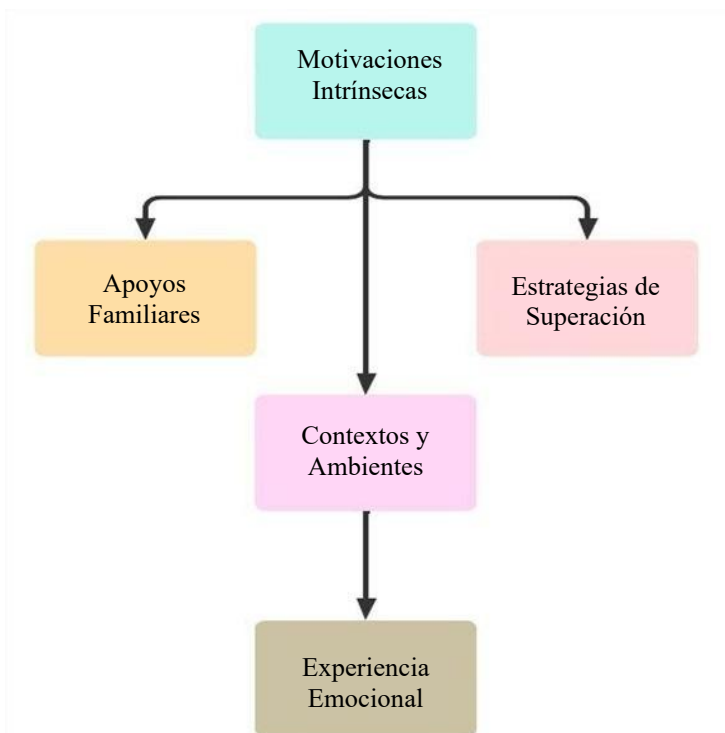 Motivaciones
Intrínsecas
Apoyos
Familiares
Estrategias de
Superación
Contextos y
Ambientes
Experiencia
Emocional